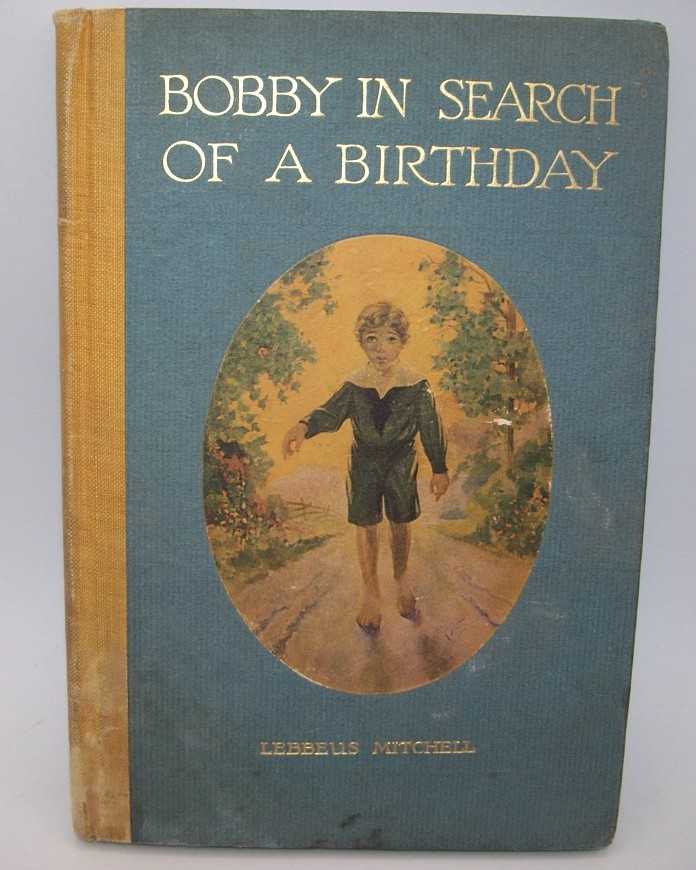 BOBBY IN SEARCH
OF A BIRTHDAY
LEBBEUS MITCHELL